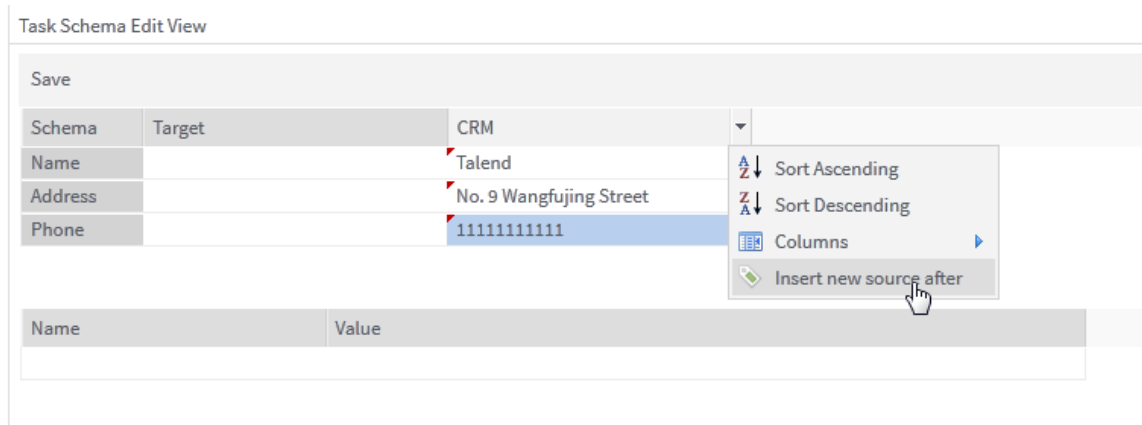 Task Schema Edit View
Save
Schema Target CRM
Name Talend
Address No. 9 Wangfujing Street
Phone 11111111111
Sort Ascending
Sort Descending
Columns
Insert new source after
Name Value